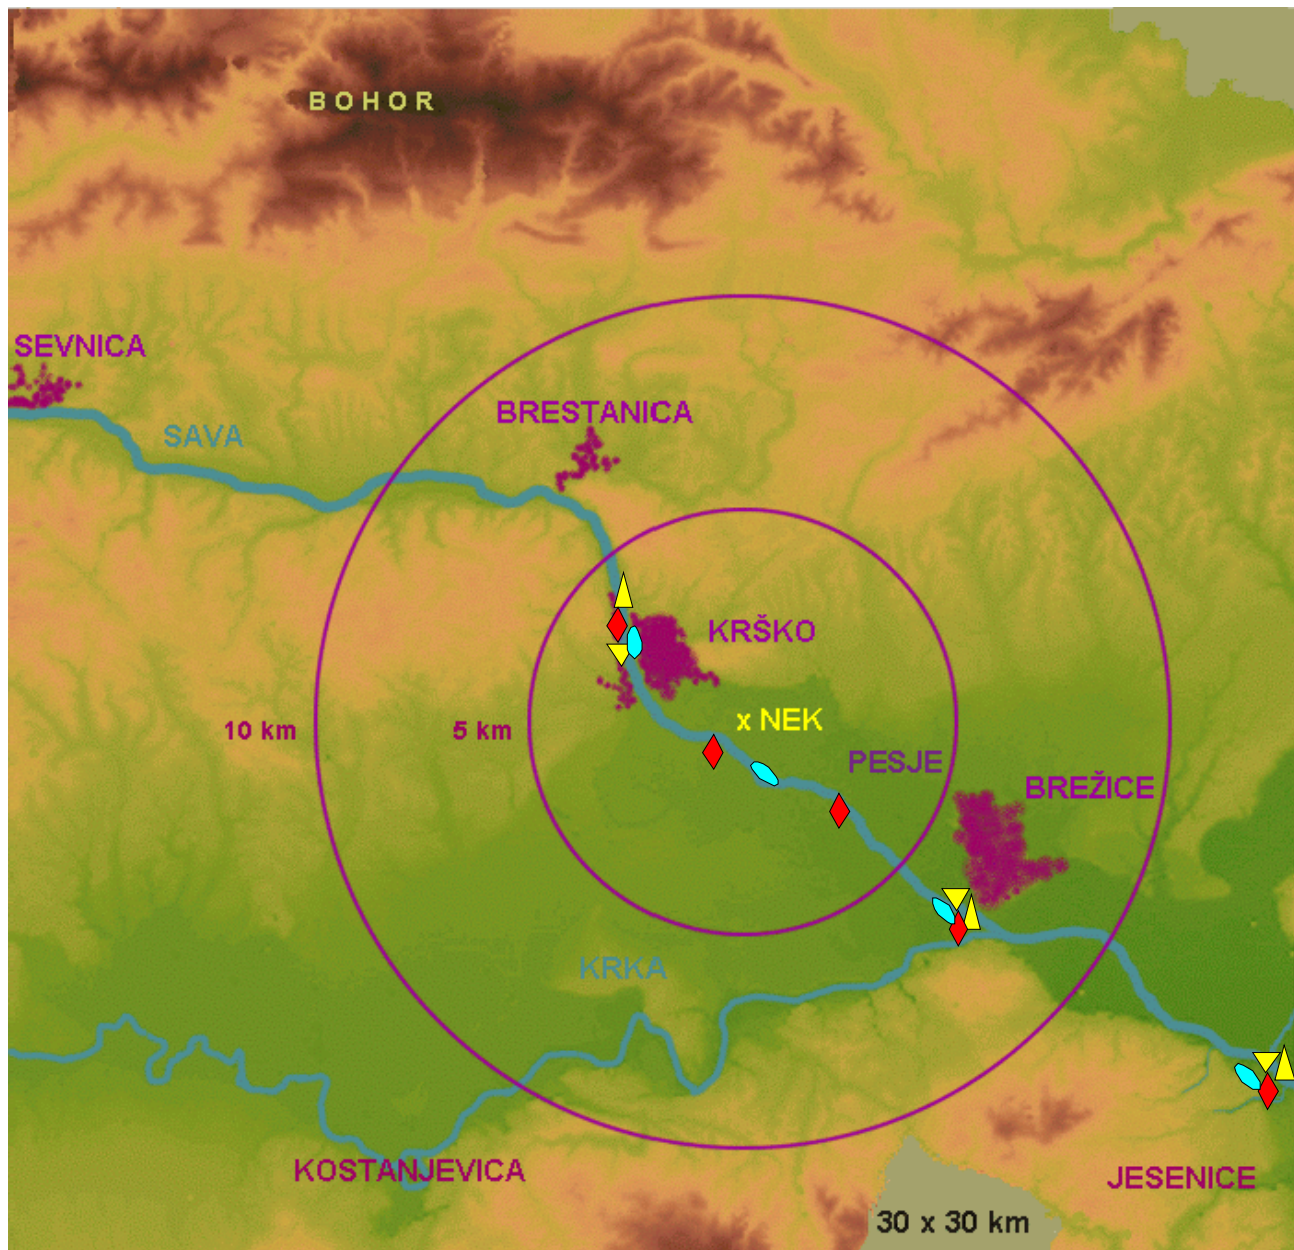 BOHOR
SEVNICA
BRESTANICA
SAVA
KRŠKO
x NEK
10 km
5 km
PESJE
BREŽICE
KRKA
KOSTANJEVICA
JESENICE
30 x 30 km